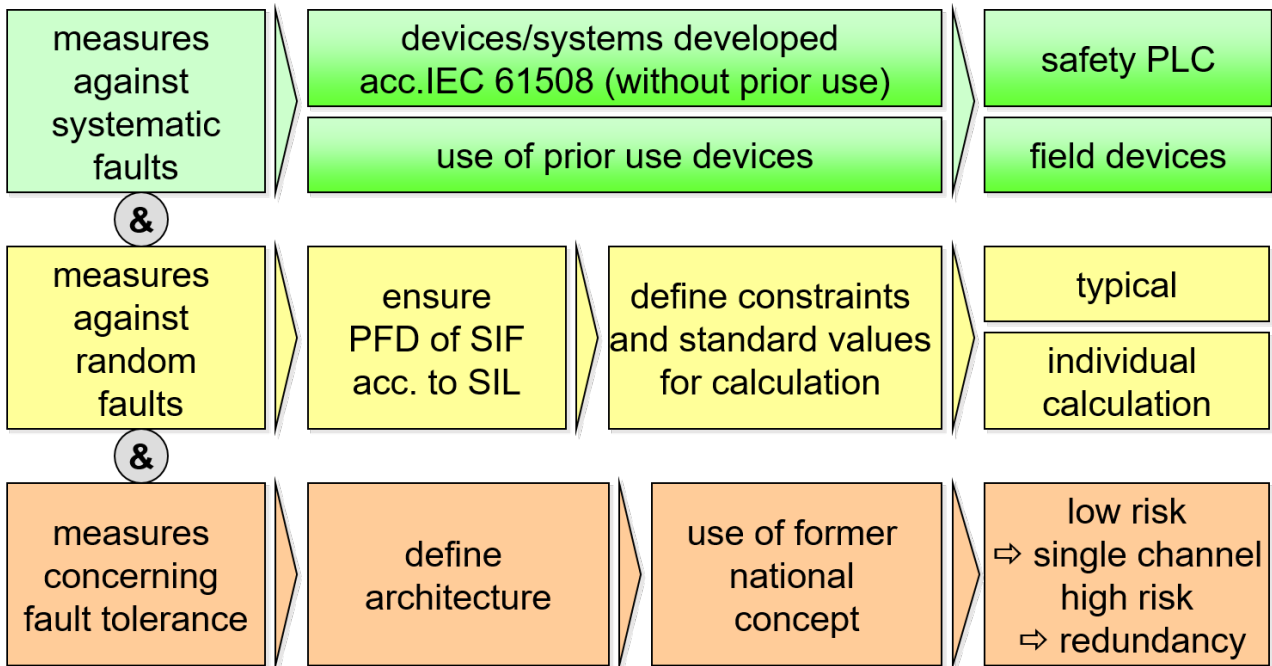 measures
against
systematic
faults
devices/systems developed
acc.IEC 61508 (without prior use)
use of prior use devices
safety PLC
field devices
&
measures
against
random
faults
ensure
PFD of SIF
acc. to SIL
define constraints
and standard values
for calculation
typical
individual
calculation
&
measures
concerning
fault tolerance
define
architecture
use of former
national
concept
low risk
⇨ single channel
high risk
⇨ redundancy